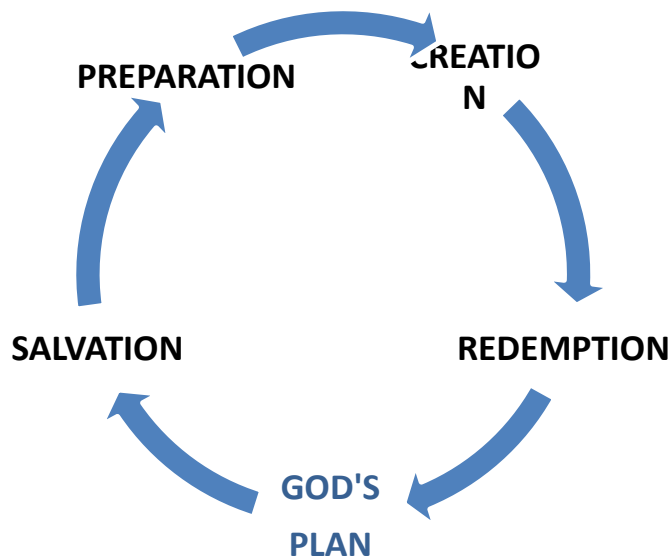 PREPARATION
CREATIO
N
REDEMPTION
GOD'S
PLAN
SALVATION